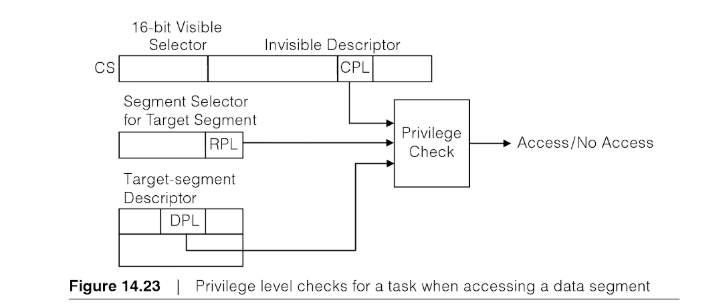 16-bit Visible
Selector
Invisible Descriptor
CS
CPL
Segment Selector
for Target Segment
RPL
Privilege
Check
Access/No Access
Target-segment
Descriptor
DPL
Figure 14.23 | Privilege level checks for a task when accessing a data segment